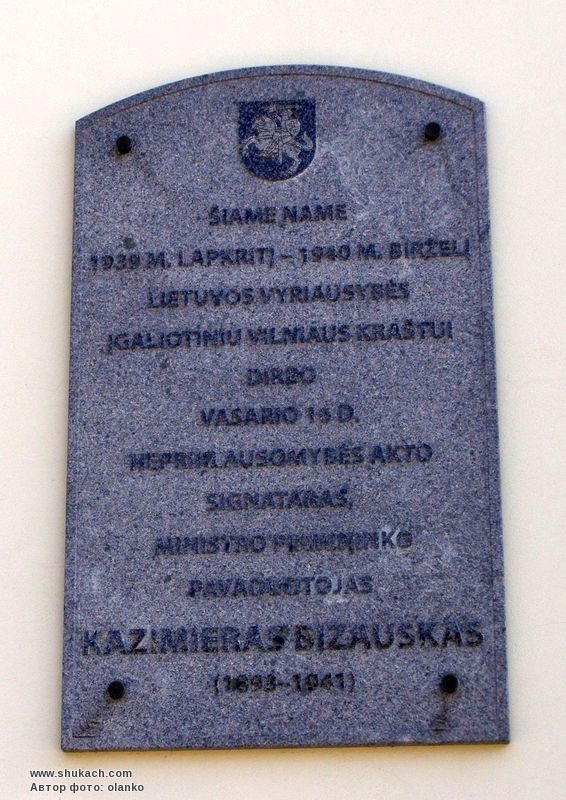 ŠIAME NAME
1939 M. LAPKRITĮ – 1940 M. BIRŽELĮ
LIETUVOS VYRIAUSYBĖS
ĮGALIOTINIU VILNIAUS KRAŠTUI
DIRBO
VASARIO 16 D.
NEPRIKLAUSOMYBĖS AKTO
SIGNATARAS,
MINISTRO PIRMININKO
PAVADUOTOJAS
KAZIMIERAS BIZAUSKAS
(1893–1941)
www.shukach.com
Автор фото: olanko